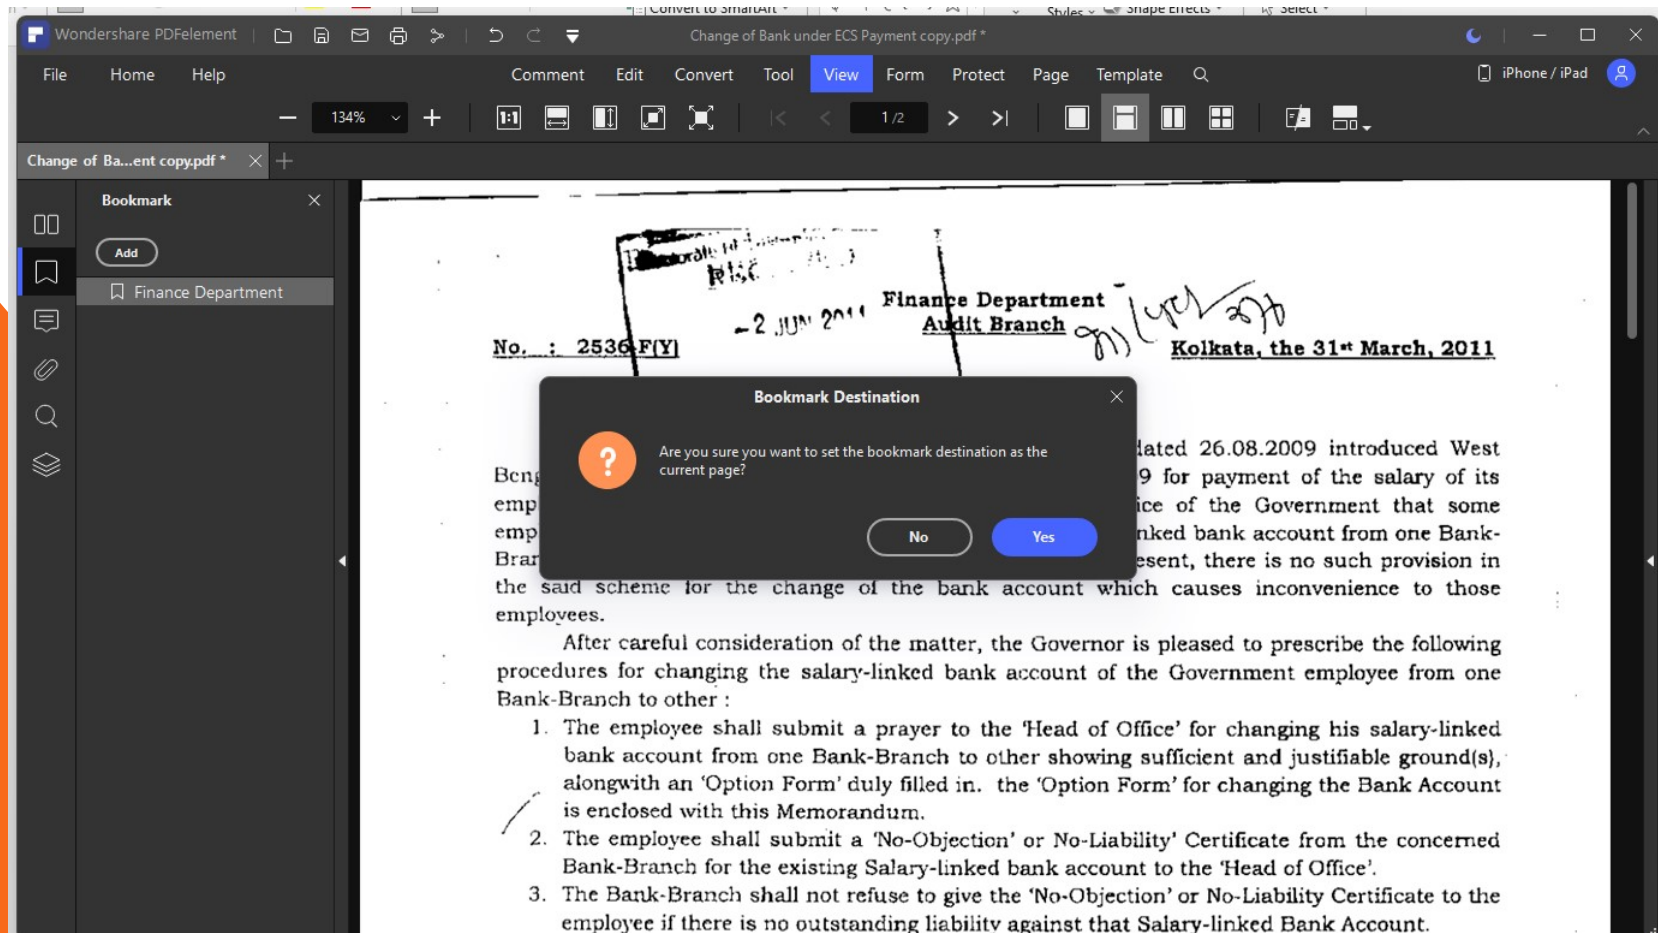 Convert to SmartArt
Styles
Shape Effects
Select
Wondershare PDFelement
Change of Bank under ECS Payment copy.pdf *
File Home Help Comment Edit Convert Tool View Form Protect Page Template iPhone / iPad
134% 1:1 1 /2
Change of Ba...ent copy.pdf *
Bookmark
Add
Finance Department
-2 JUN 2011
Finance Department
Audit Branch
No. : 2536-F(Y)
Kolkata, the 31st March, 2011
Bookmark Destination
Are you sure you want to set the bookmark destination as the
current page?
No Yes
dated 26.08.2009 introduced West
Beng 9 for payment of the salary of its
emp ice of the Government that some
emp nked bank account from one Bank-
Bran esent, there is no such provision in
the said scheme for the change of the bank account which causes inconvenience to those
employees.
After careful consideration of the matter, the Governor is pleased to prescribe the following
procedures for changing the salary-linked bank account of the Government employee from one
Bank-Branch to other :
1. The employee shall submit a prayer to the 'Head of Office' for changing his salary-linked
bank account from one Bank-Branch to other showing sufficient and justifiable ground(s),
alongwith an 'Option Form' duly filled in. the 'Option Form' for changing the Bank Account
is enclosed with this Memorandum.
2. The employee shall submit a 'No-Objection' or No-Liability' Certificate from the concerned
Bank-Branch for the existing Salary-linked bank account to the 'Head of Office'.
3. The Bank-Branch shall not refuse to give the 'No-Objection' or No-Liability Certificate to the
employee if there is no outstanding liability against that Salary-linked Bank Account.